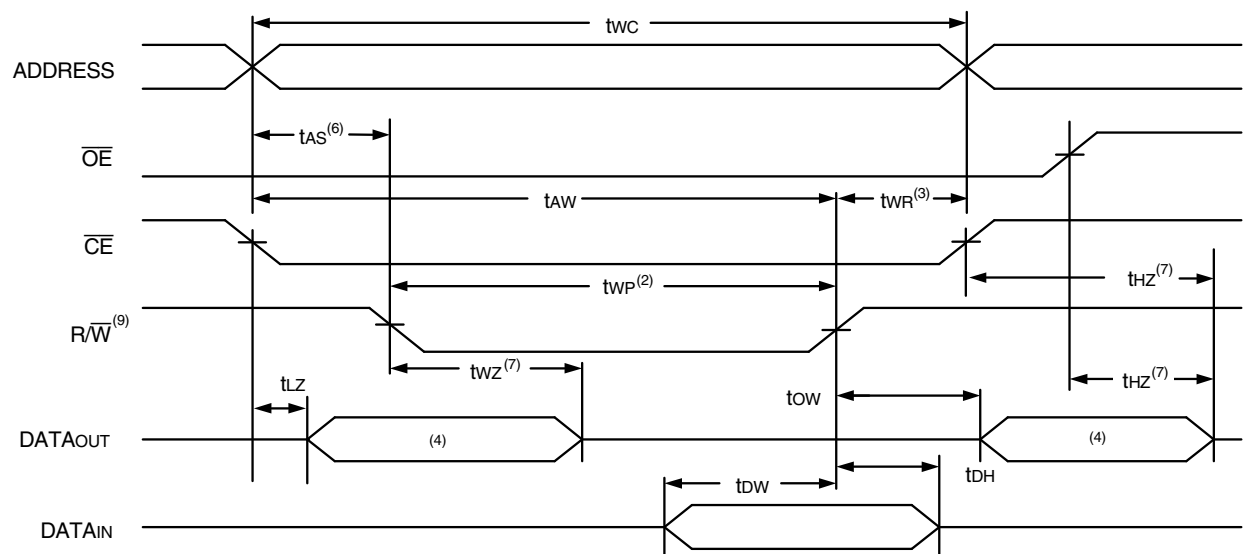 tWC
ADDRESS
tAS(6)
OE
tAW
tWR(3)
CE
tWP(2)
tHZ(7)
R/W(9)
tWZ(7)
tLZ
tHZ(7)
tOW
DATAOUT
(4)
(4)
tDH
tDW
DATAIN